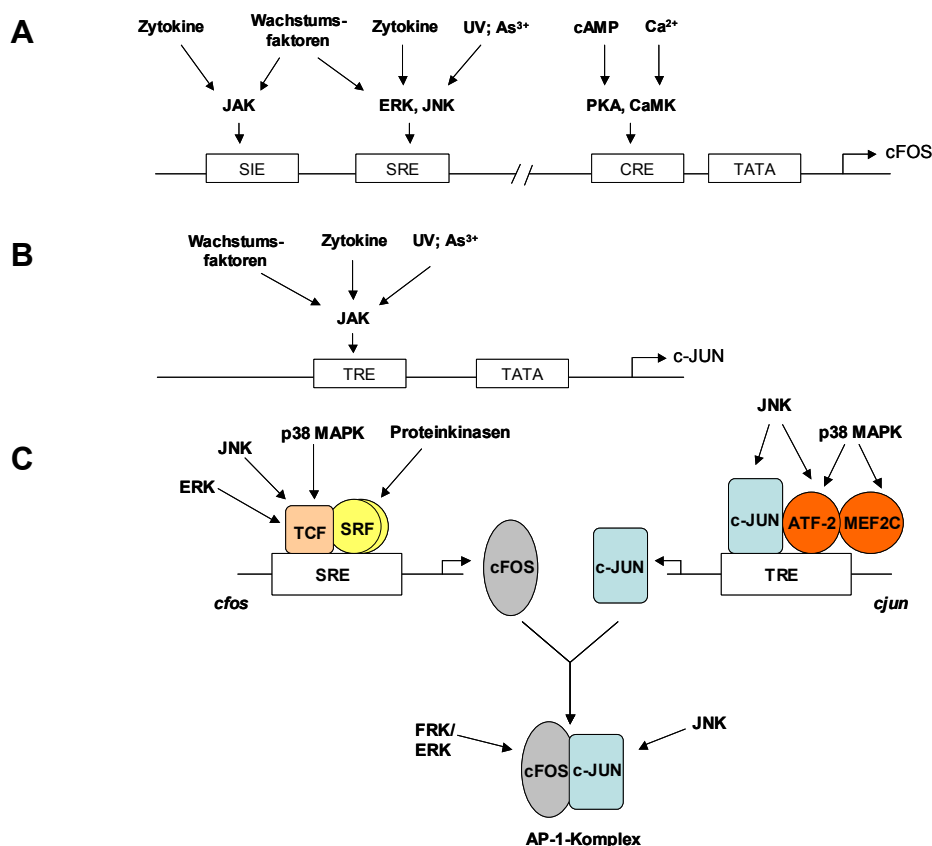 A
Zytokine
Wachstums-
faktoren
Zytokine
UV; As³⁺
cAMP
Ca²⁺
JAK
ERK, JNK
PKA, CaMK
SIE
SRE
CRE
TATA
cFOS
B
Wachstums-
faktoren
Zytokine
UV; As³⁺
JAK
TRE
TATA
c-JUN
C
JNK
p38 MAPK
Proteinkinasen
ERK
TCF
SRF
SRE
cfos
cFOS
c-JUN
JNK
p38 MAPK
c-JUN
ATF-2
MEF2C
TRE
cjun
FRK/
ERK
JNK
cFOS
c-JUN
AP-1-Komplex